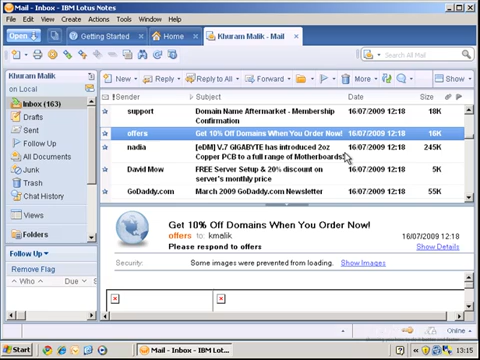 Mail - Inbox - IBM Lotus Notes
File Edit View Create Actions Tools Window Help
Open Getting Started Home Khuram Malik - Mail
Search All Mail
Khuram Malik
on Local
New Reply Reply to All Forward More Show
Inbox (163)
Drafts
Sent
Follow Up
All Documents
Junk
Trash
Chat History
Views
Folders
Follow Up
Remove Flag
Who Due Su
! Sender Subject Date Size
support Domain Name Aftermarket - Membership Confirmation 16/07/2009 12:18 18K
offers Get 10% Off Domains When You Order Now! 16/07/2009 12:18 16K
nadia [eDM] V.7 GIGABYTE has introduced 2oz Copper PCB to a full range of Motherboards 16/07/2009 12:18 245K
David Mow FREE Server Setup & 20% discount on server's monthly price 16/07/2009 12:18 5K
GoDaddy.com March 2009 GoDaddy.com Newsletter 16/07/2009 12:18 55K
Get 10% Off Domains When You Order Now!
offers to kmalik 16/07/2009 12:18
Please respond to offers Show Details
Security: Some images were prevented from loading. Show Images
Online
Start Mail - Inbox - IBM Lot... 13:15